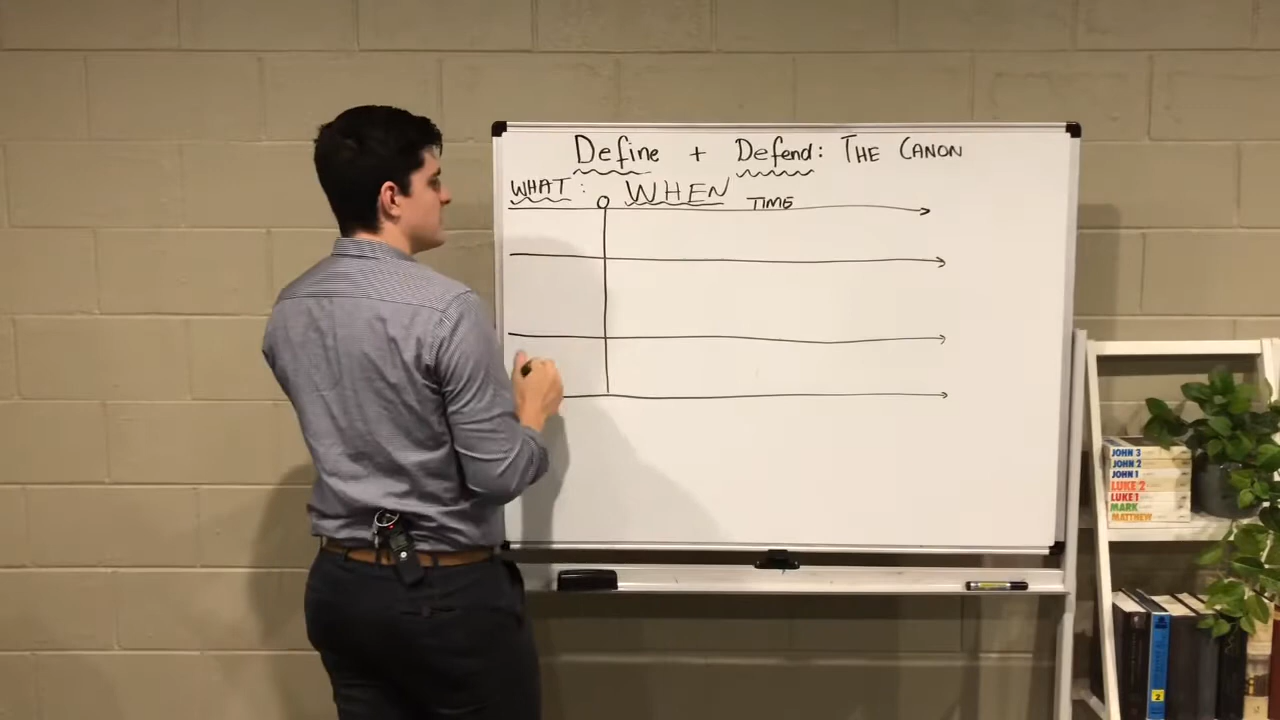 Define + Defend: THE CANON
WHAT: WHEN
TIME
JOHN 3
JOHN 2
JOHN 1
LUKE 2
LUKE 1
MARK
MATTHEW
2